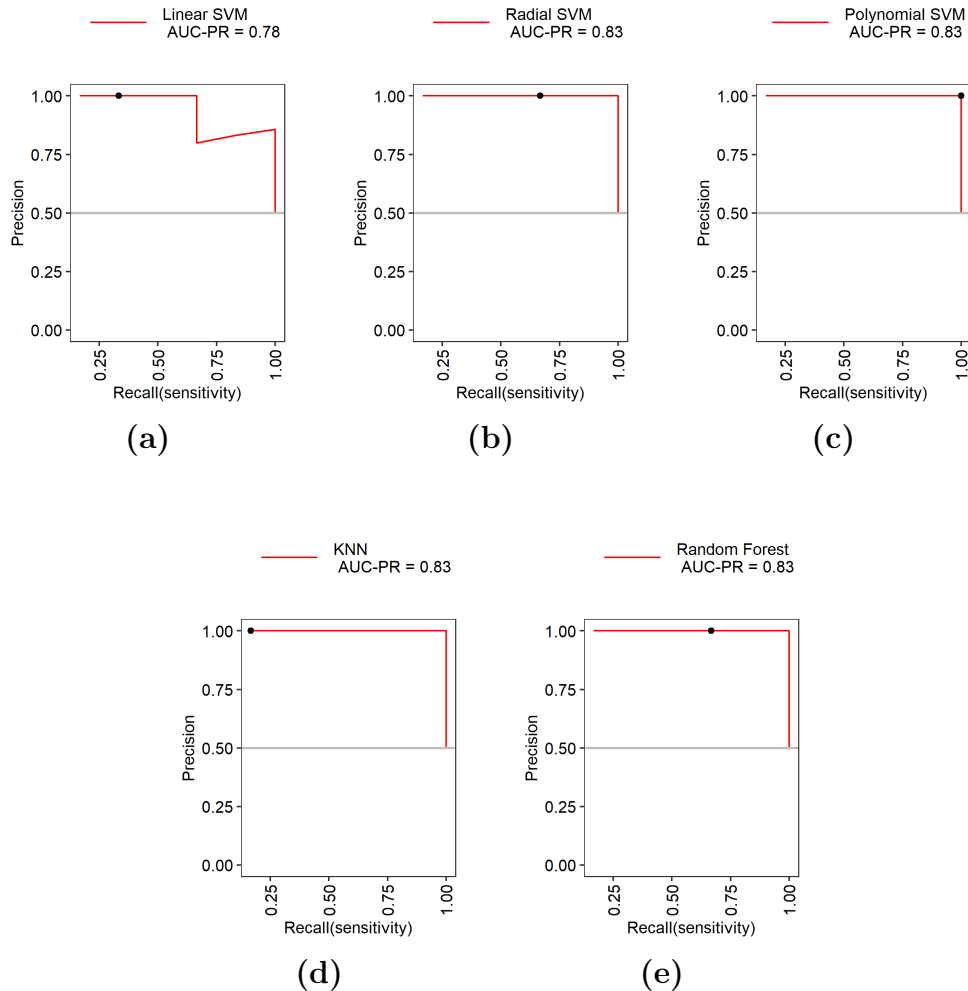 Linear SVM
AUC-PR = 0.78
Radial SVM
AUC-PR = 0.83
Polynomial SVM
AUC-PR = 0.83
1.00
0.75
0.50
0.25
0.00
Precision
0.25 0.50 0.75 1.00
Recall(sensitivity)
(a)
1.00
0.75
0.50
0.25
0.00
Precision
0.25 0.50 0.75 1.00
Recall(sensitivity)
(b)
1.00
0.75
0.50
0.25
0.00
Precision
0.25 0.50 0.75 1.00
Recall(sensitivity)
(c)
KNN
AUC-PR = 0.83
Random Forest
AUC-PR = 0.83
1.00
0.75
0.50
0.25
0.00
Precision
0.25 0.50 0.75 1.00
Recall(sensitivity)
(d)
1.00
0.75
0.50
0.25
0.00
Precision
0.25 0.50 0.75 1.00
Recall(sensitivity)
(e)